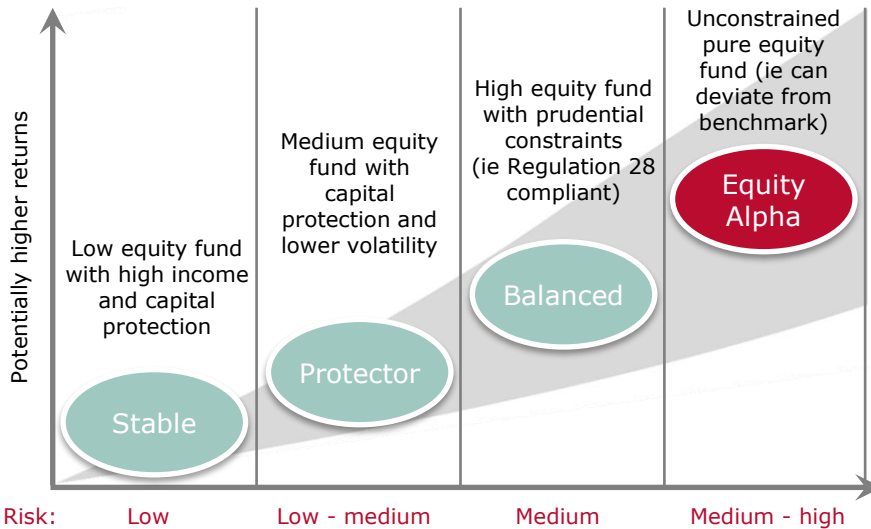 Potentially higher returns
Low equity fund
with high income
and capital
protection
Stable
Medium equity
fund with
capital
protection and
lower volatility
Protector
High equity fund
with prudential
constraints
(ie Regulation 28
compliant)
Balanced
Unconstrained
pure equity
fund (ie can
deviate from
benchmark)
Equity
Alpha
Risk: Low Low - medium Medium Medium - high